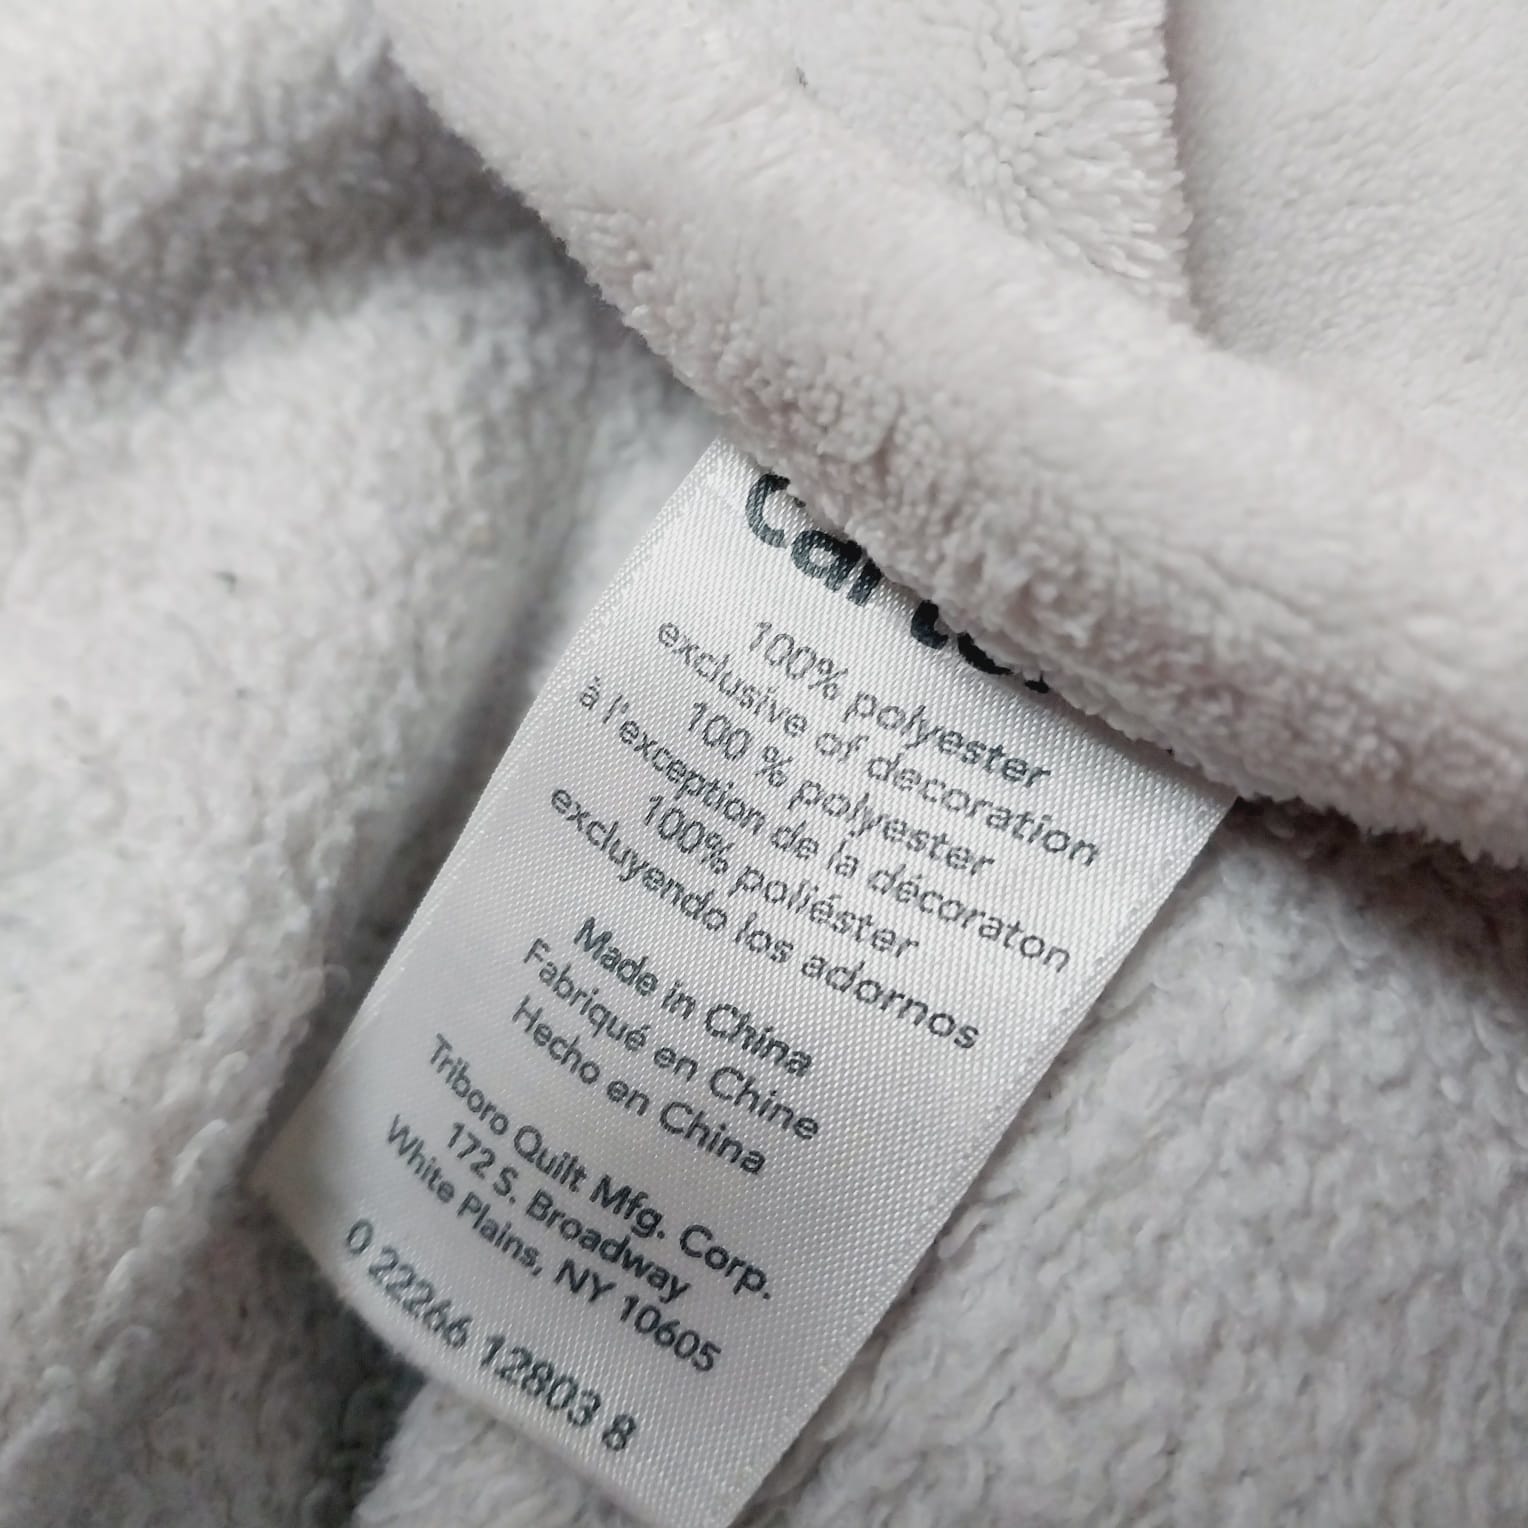 100% polyester
exclusive of decoration
100 % polyester
à l'exception de la décoraton
100% poliéster
excluyendo los adornos
Made in China
Fabriqué en Chine
Hecho en China
Triboro Quilt Mfg. Corp.
172 S. Broadway
White Plains, NY 10605
0 22266 12803 8